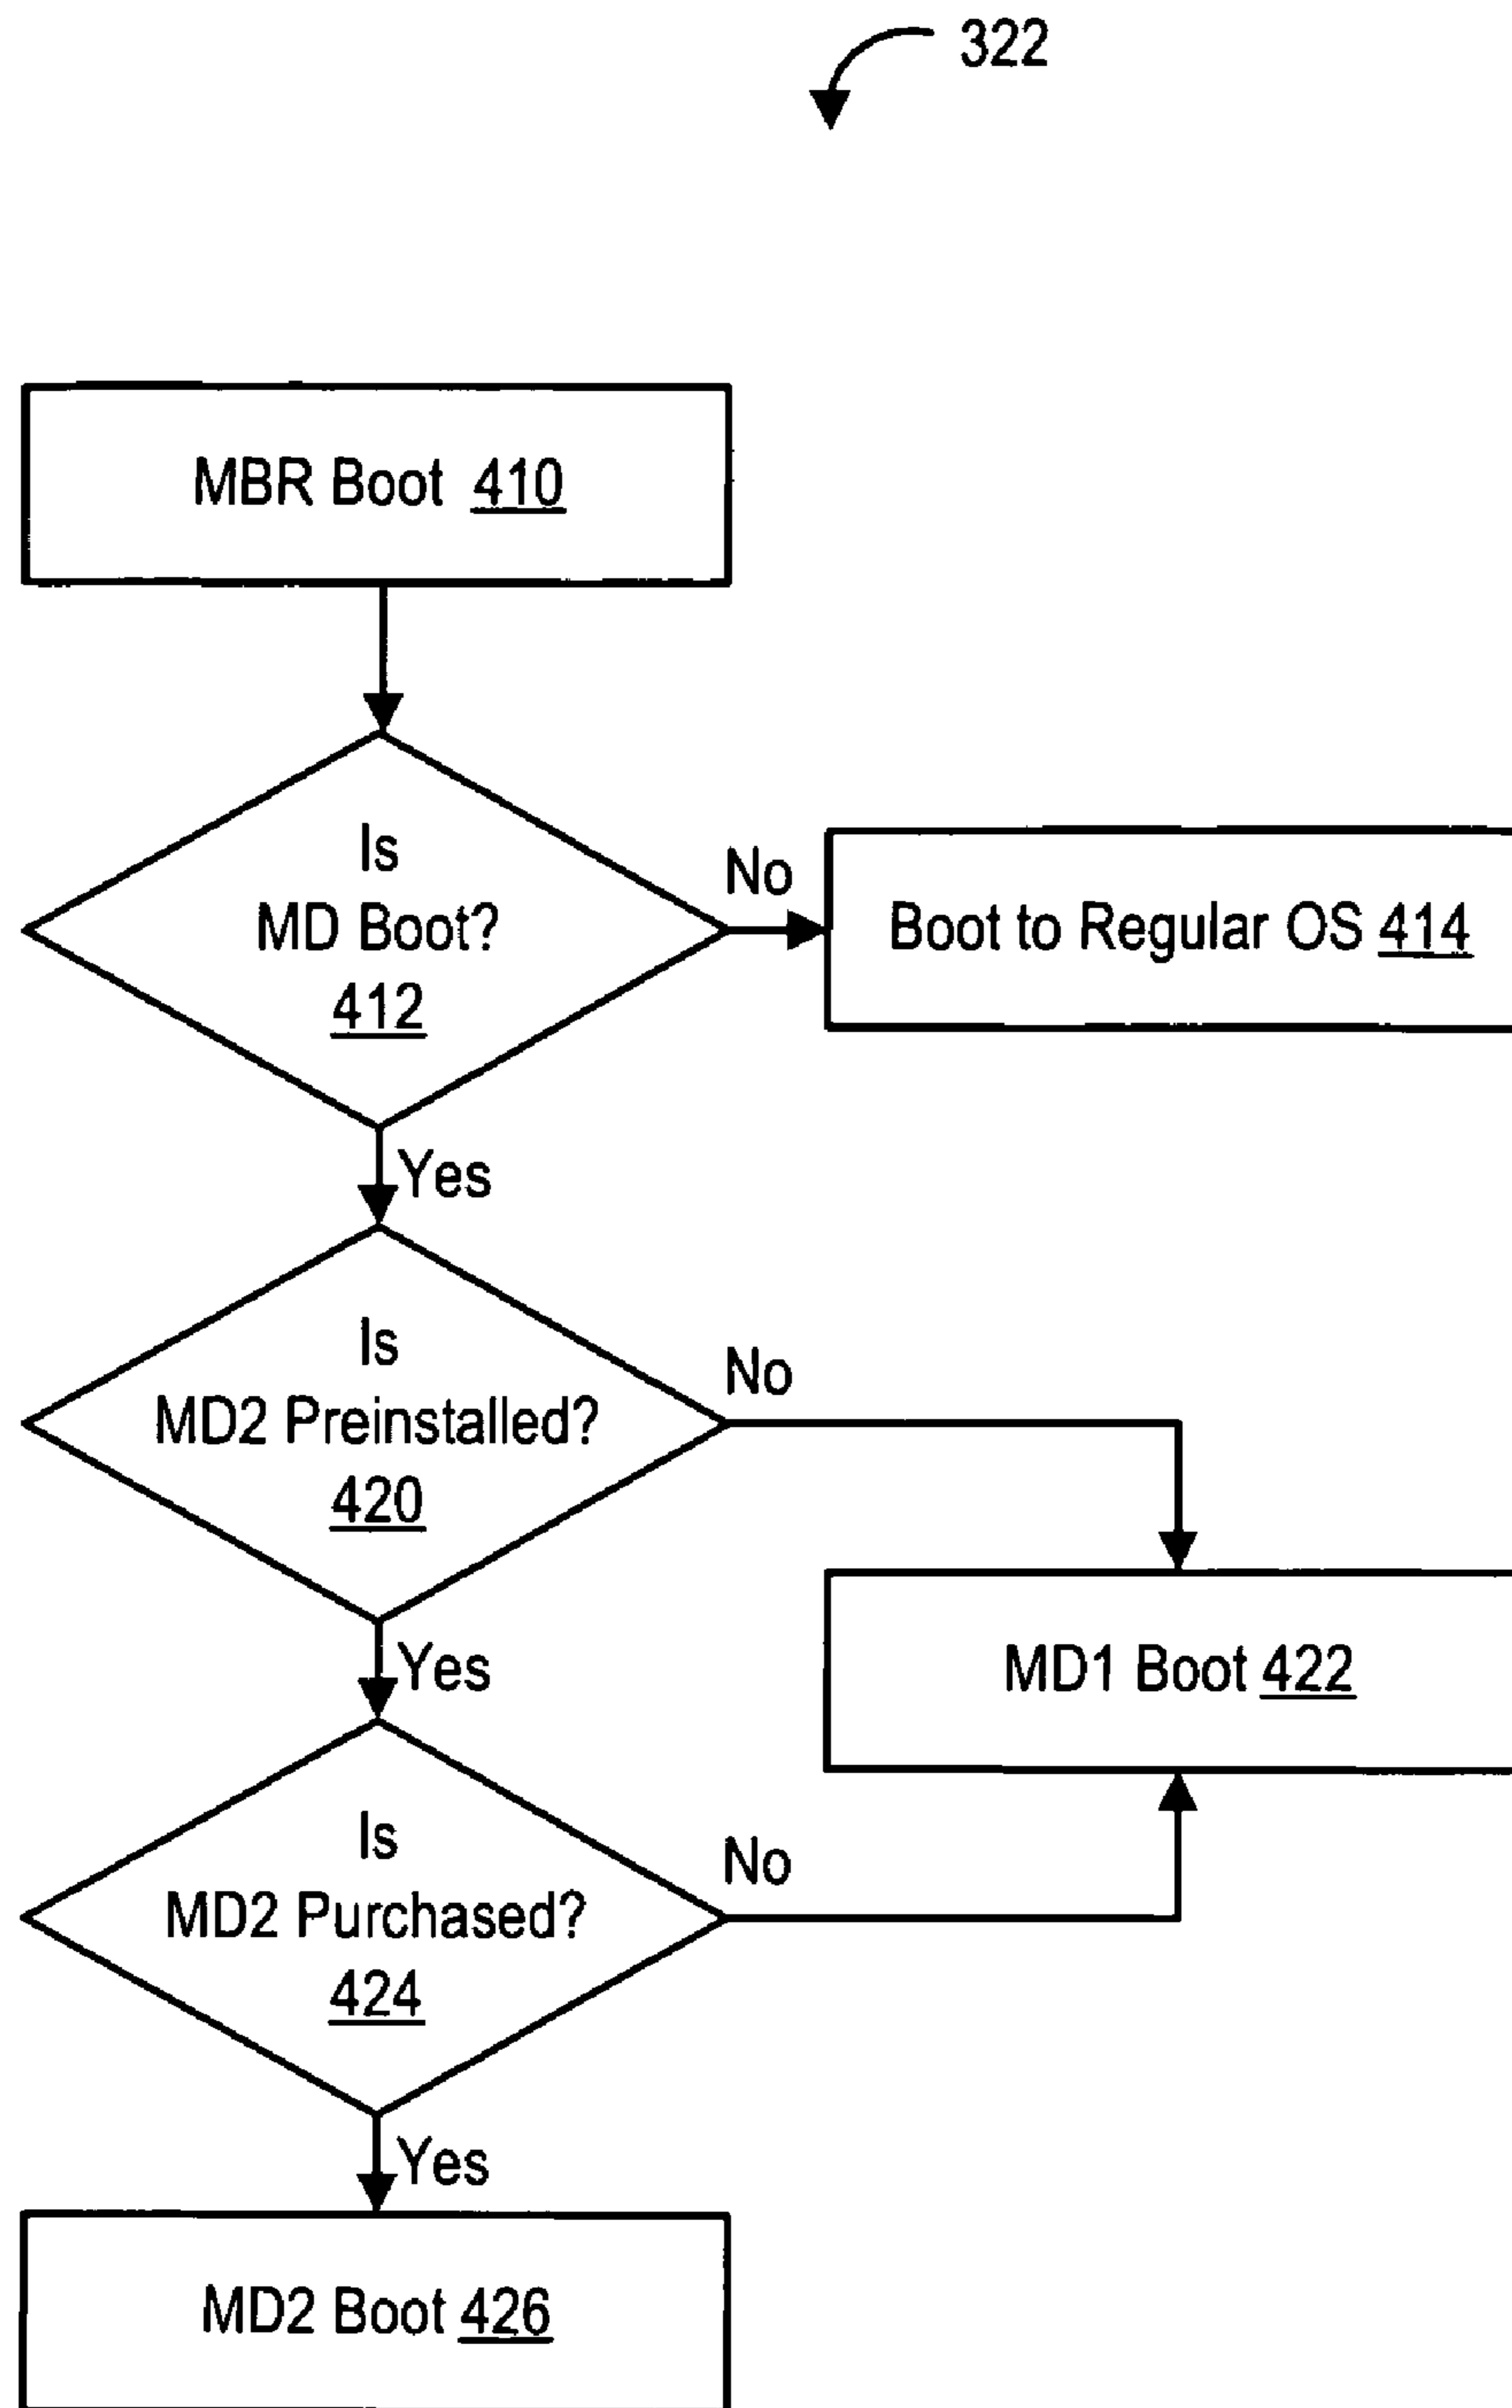 322
MBR Boot 410
Is
MD Boot?
412
No
Boot to Regular OS 414
Yes
Is
MD2 Preinstalled?
420
No
Yes
MD1 Boot 422
Is
MD2 Purchased?
424
No
Yes
MD2 Boot 426